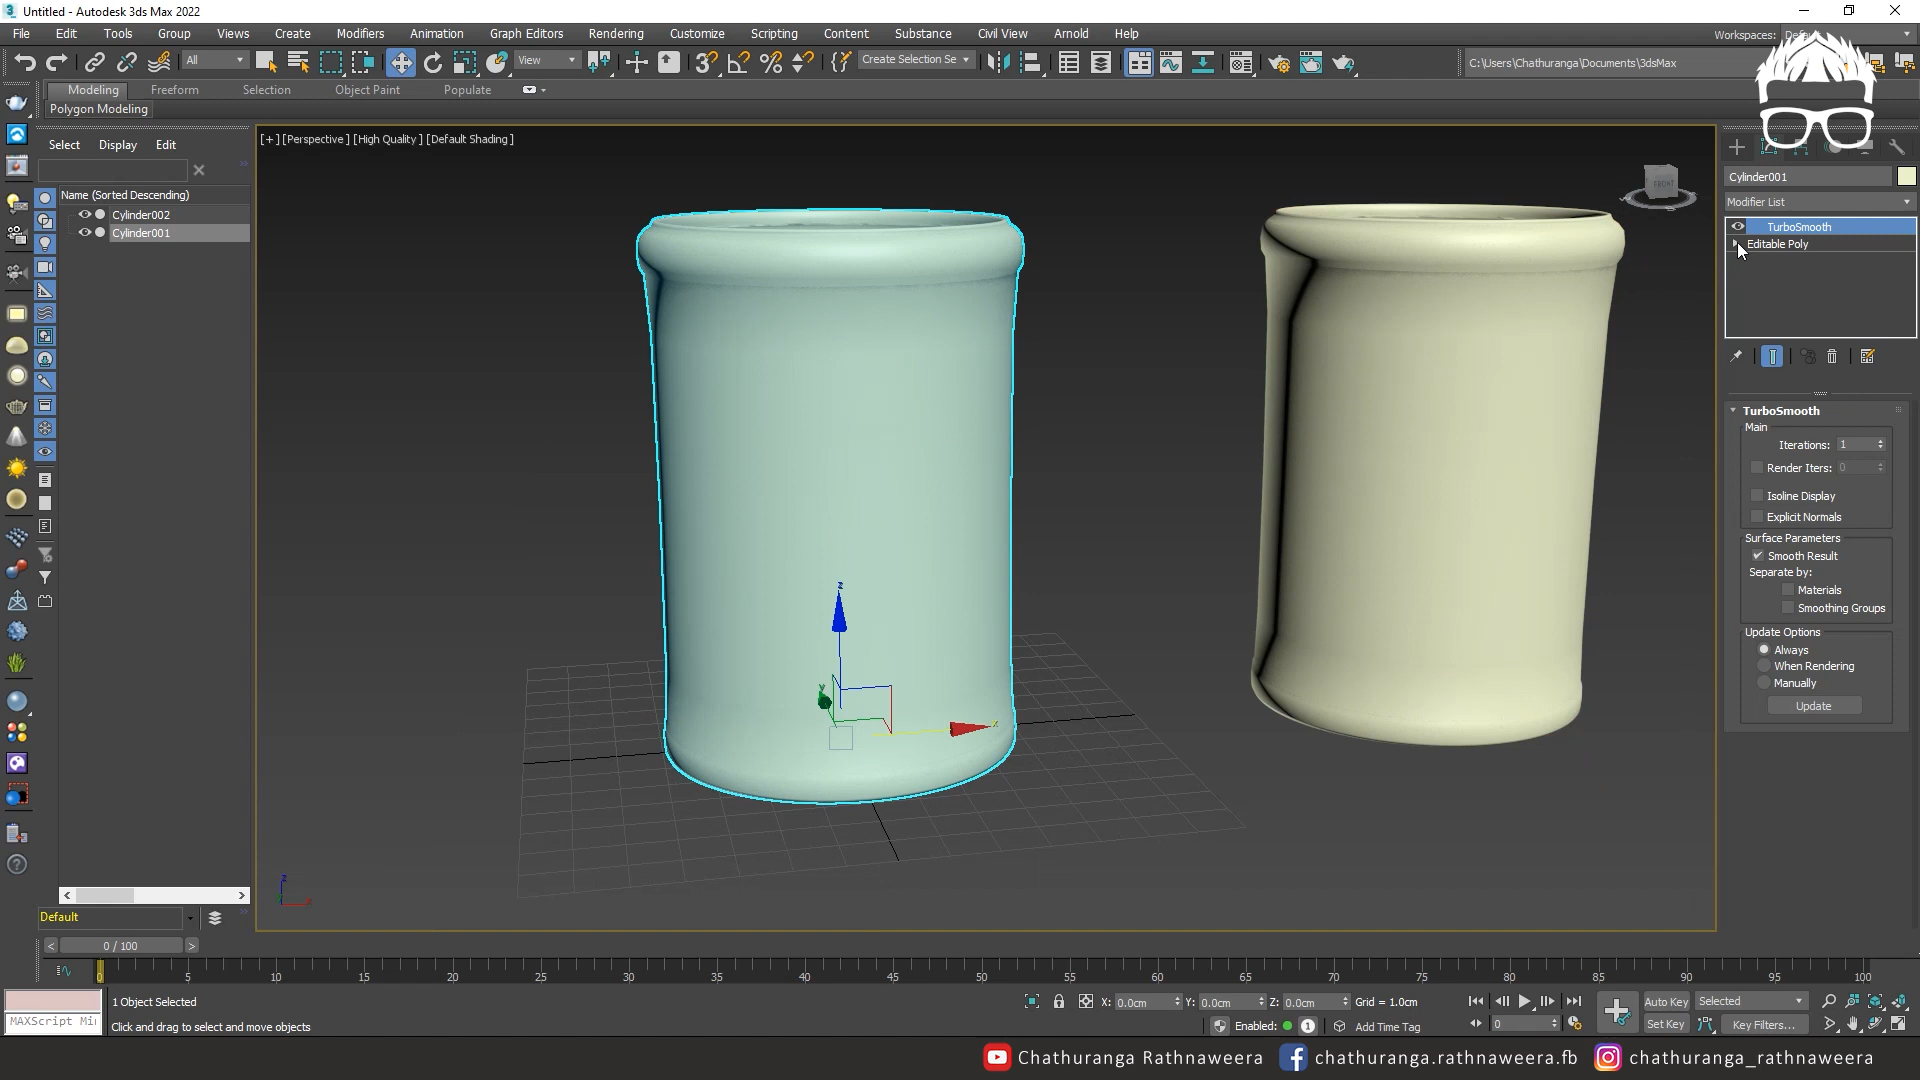 Untitled - Autodesk 3ds Max 2022
File Edit Tools Group Views Create Modifiers Animation Graph Editors Rendering Customize Scripting Content Substance Civil View Arnold Help
Workspaces:
All View Create Selection Se C:\Users\Chathuranga\Documents\3dsMax
Modeling Freeform Selection Object Paint Populate
Polygon Modeling
Select Display Edit
[+] [Perspective ] [High Quality ] [Default Shading ]
Name (Sorted Descending)
Cylinder002
Cylinder001
FRONT
Cylinder001
Modifier List
TurboSmooth
Editable Poly
TurboSmooth
Main
Iterations: 1
Render Iters: 0
Isoline Display
Explicit Normals
Surface Parameters
Smooth Result
Separate by:
Materials
Smoothing Groups
Update Options
Always
When Rendering
Manually
Update
z
y
x
z
Default
< 0 / 100 >
0 5 10 15 20 25 30 35 40 45 50 55 60 65 70 75 80 85 90 95 100
1 Object Selected
X: 0.0cm Y: 0.0cm Z: 0.0cm Grid = 1.0cm
Auto Key Selected
MAXScript Mi
Click and drag to select and move objects
Enabled: 1 Add Time Tag
0
Set Key Key Filters...
Chathuranga Rathnaweera chathuranga.rathnaweera.fb chathuranga_rathnaweera